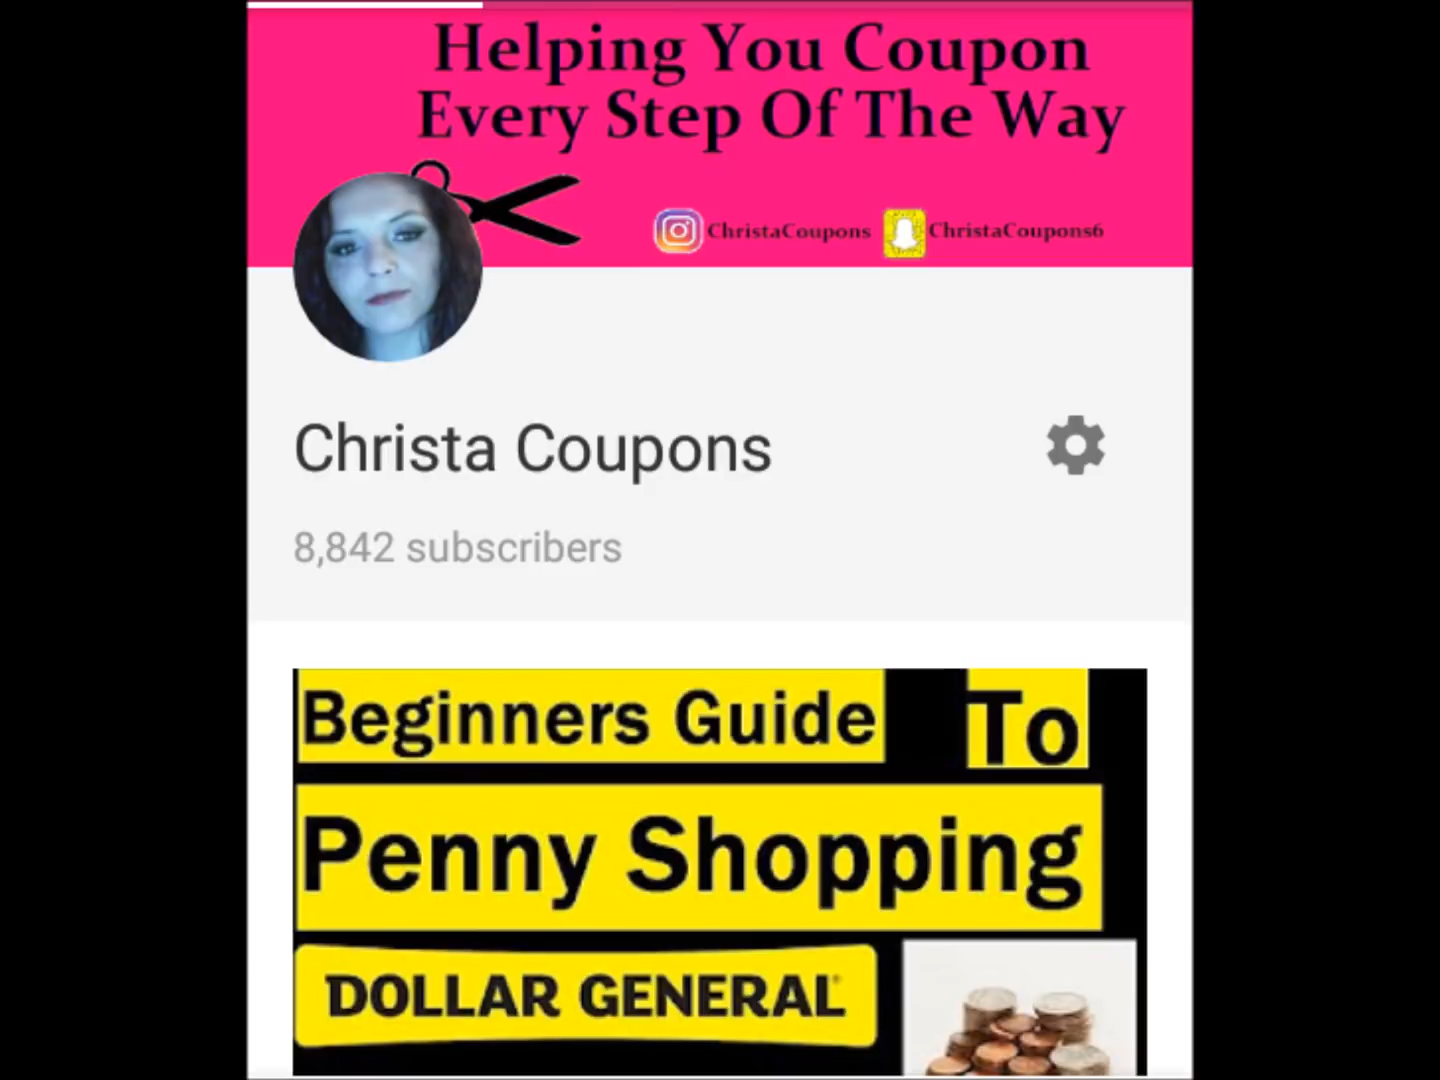 Helping You Coupon
Every Step Of The Way
ChristaCoupons ChristaCoupons6
Christa Coupons
8,842 subscribers
Beginners Guide To
Penny Shopping
DOLLAR GENERAL